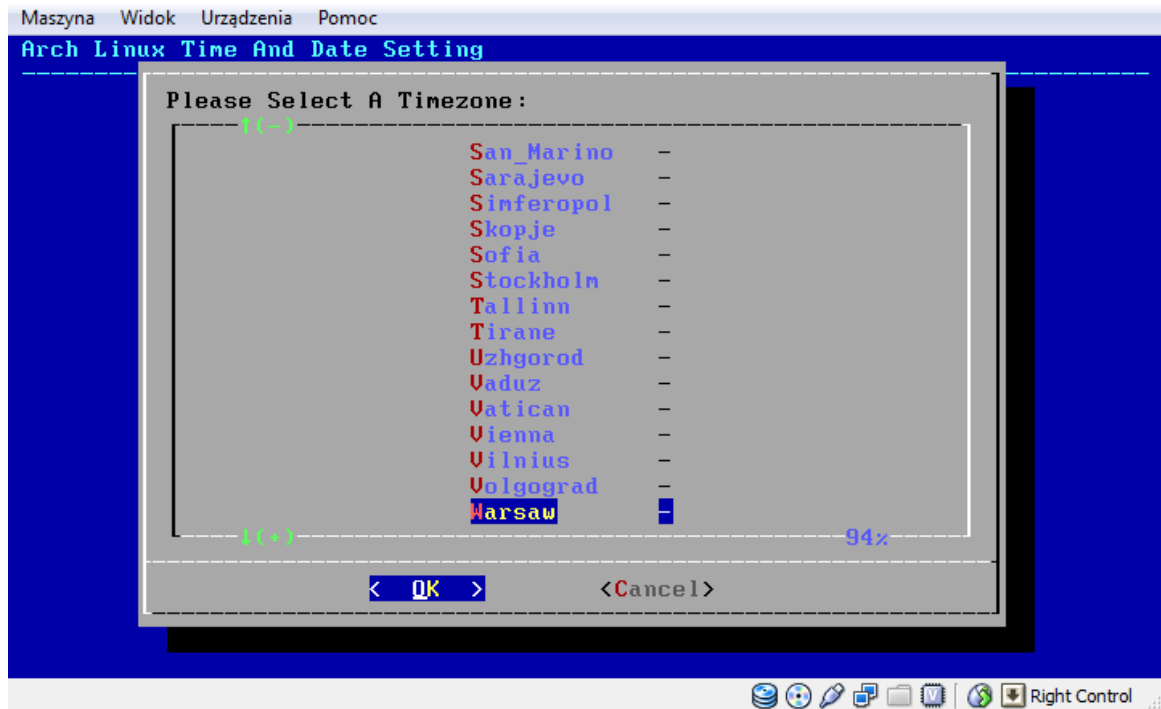 Maszyna Widok Urządzenia Pomoc
Arch Linux Time And Date Setting
Please Select A Timezone:
↑(-)
San_Marino -
Sarajevo -
Simferopol -
Skopje -
Sofia -
Stockholm -
Tallinn -
Tirane -
Uzhgorod -
Vaduz -
Vatican -
Vienna -
Vilnius -
Volgograd -
Warsaw -
↓(+) 94%
< OK > <Cancel>
Right Control